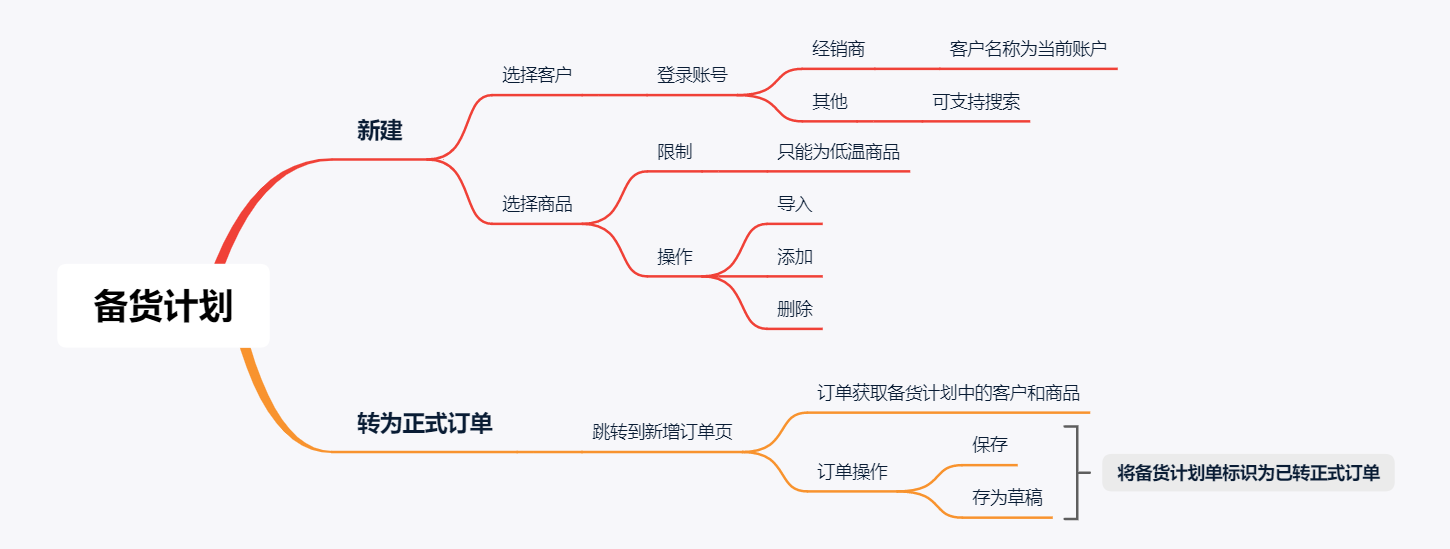 备货计划
新建
选择客户
登录账号
经销商
客户名称为当前账户
其他
可支持搜索
选择商品
限制
只能为低温商品
操作
导入
添加
删除
转为正式订单
跳转到新增订单页
订单获取备货计划中的客户和商品
订单操作
保存
存为草稿
将备货计划单标识为已转正式订单